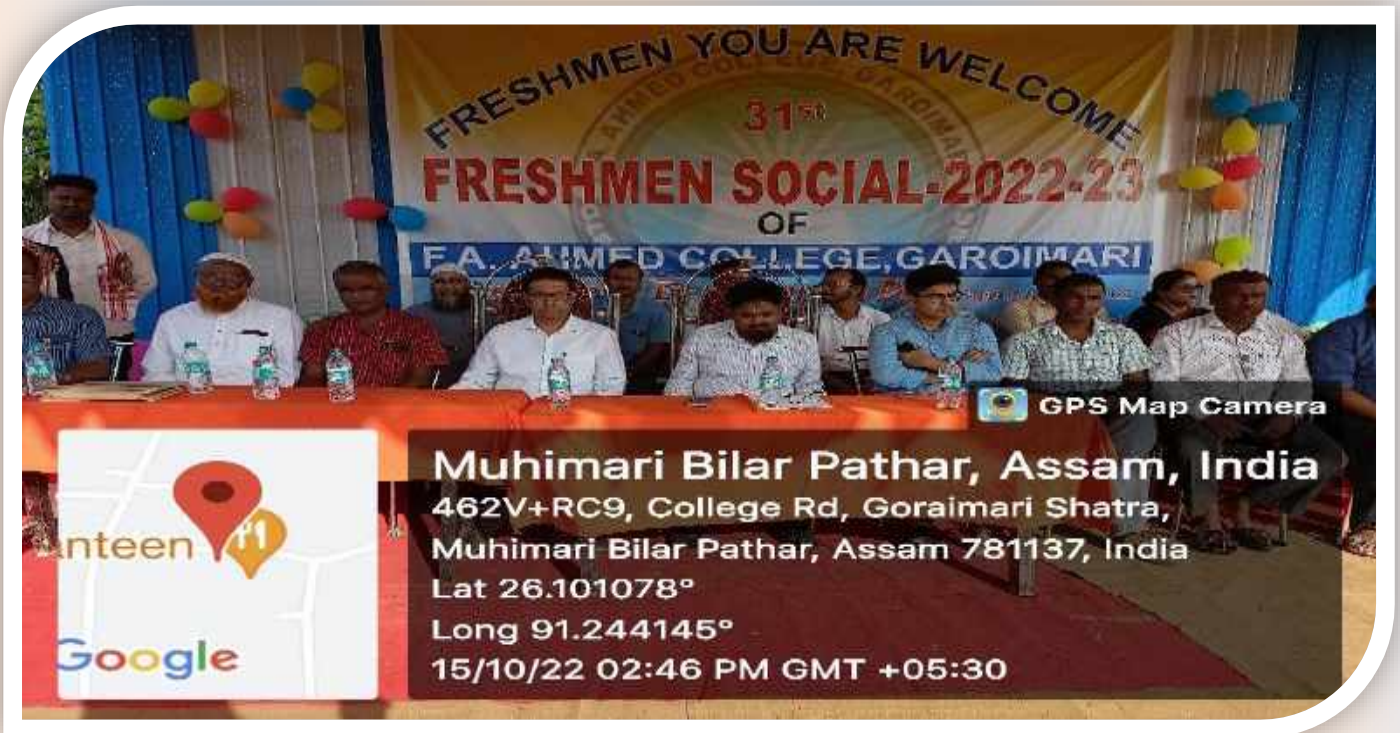 FRESHMEN YOU ARE WELCOME
31st
FRESHMEN SOCIAL-2022-23
OF
F.A. AHMED COLLEGE, GAROIMARI
GPS Map Camera
Muhimari Bilar Pathar, Assam, India
462V+RC9, College Rd, Goraimari Shatra,
Muhimari Bilar Pathar, Assam 781137, India
Lat 26.101078°
Long 91.244145°
15/10/22 02:46 PM GMT +05:30
nteen
Google